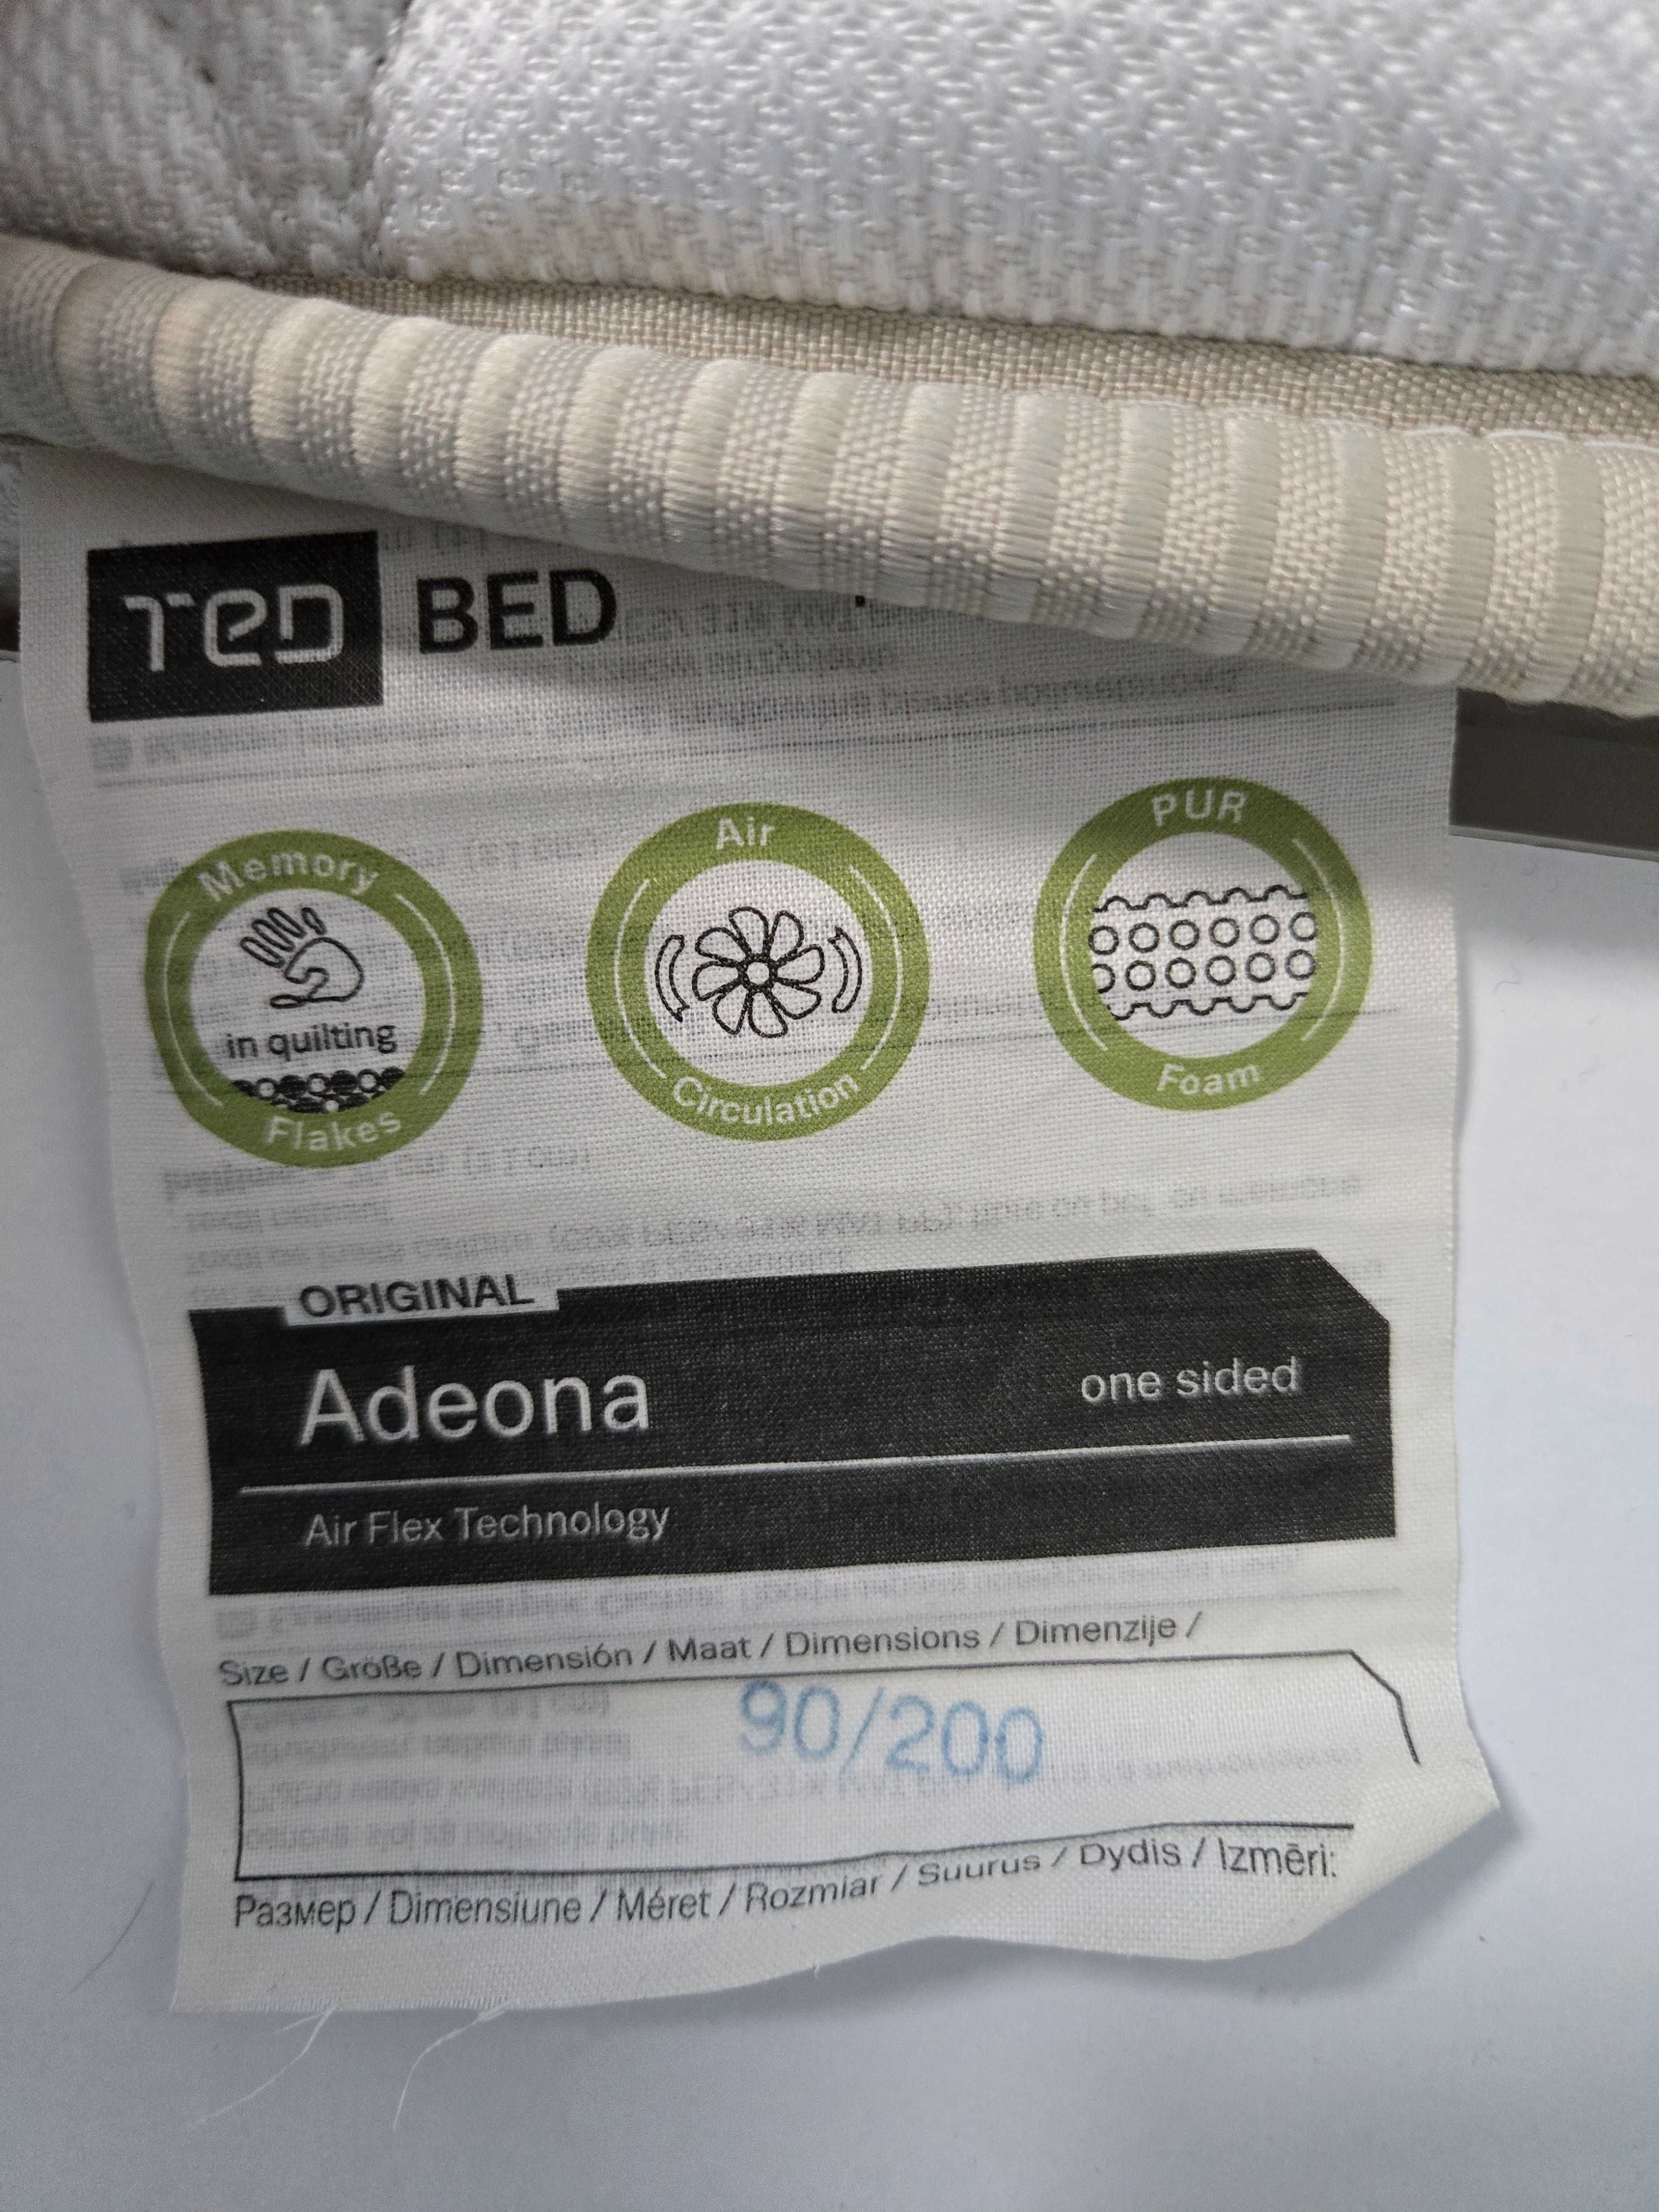 TED BED
Memory
in quilting
Flakes
Air
Circulation
PUR
Foam
ORIGINAL
Adeona
one sided
Air Flex Technology
Size / Größe / Dimensión / Maat / Dimensions / Dimenzije /
90/200
Размер / Dimensiune / Méret / Rozmiar / Suurus / Dydis / Izmēri: